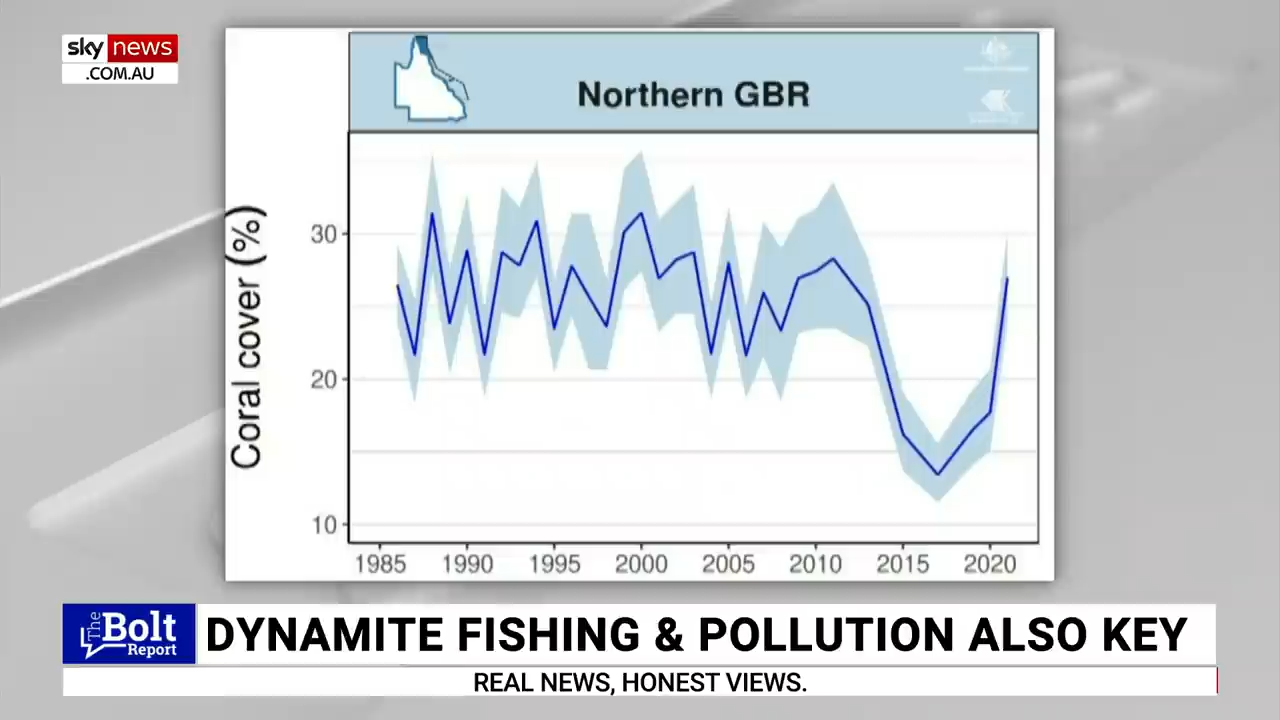 sky news
.COM.AU
Northern GBR
Coral cover (%)
30
20
10
1985 1990 1995 2000 2005 2010 2015 2020
The Bolt Report
DYNAMITE FISHING & POLLUTION ALSO KEY
REAL NEWS, HONEST VIEWS.